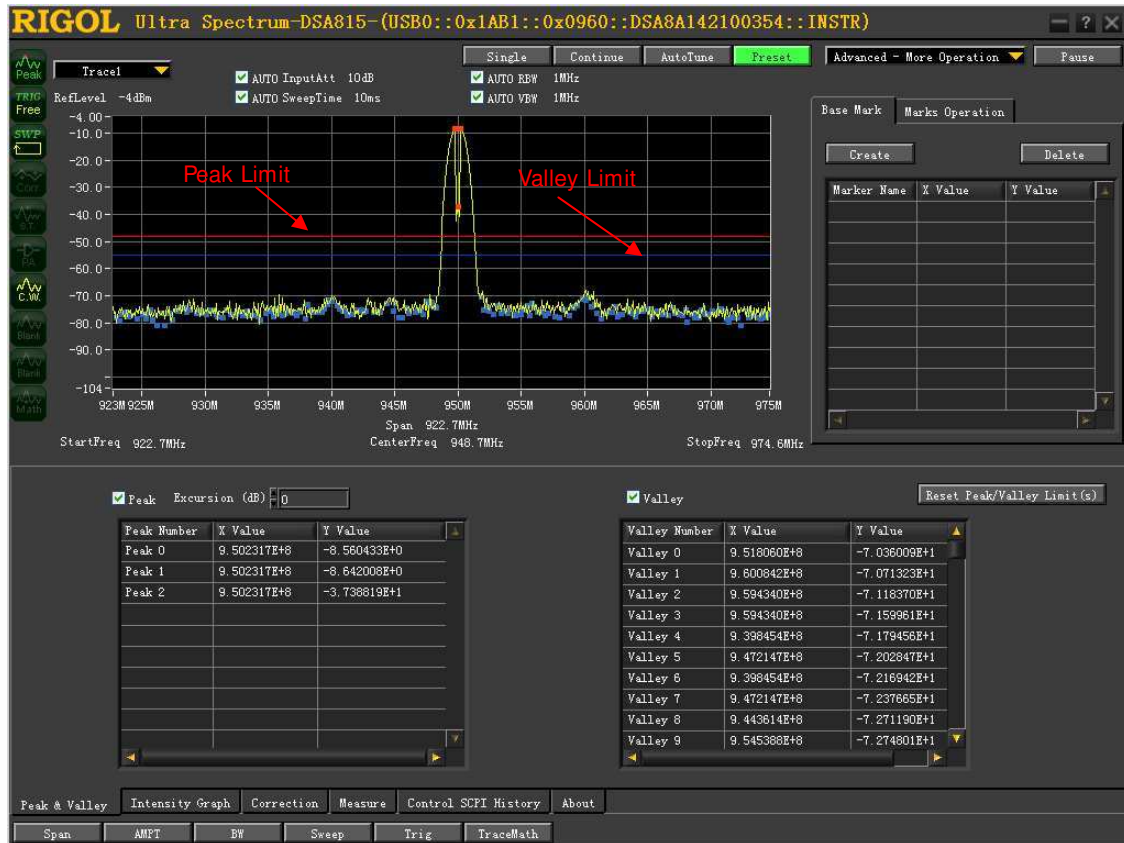 RIGOL Ultra Spectrum-DSA815-(USB0::0x1AB1::0x0960::DSA8A142100354::INSTR)
Single Continue AutoTune Preset Advanced - More Operation Pause
Peak
Trace1
AUTO InputAtt 10dB
AUTO RBW 1MHz
TRIG Free
RefLevel -4dBm
AUTO SweepTime 10ms
AUTO VBW 1MHz
Base Mark Marks Operation
SWP
Create Delete
Corr
Marker Name X Value Y Value
S.T.
PA
C.W.
Blank
Blank
Math
-4.00
-10.0
-20.0
-30.0
-40.0
-50.0
-60.0
-70.0
-80.0
-90.0
-104
Peak Limit
Valley Limit
923M 925M 930M 935M 940M 945M 950M 955M 960M 965M 970M 975M
Span 922.7MHz
StartFreq 922.7MHz
CenterFreq 948.7MHz
StopFreq 974.6MHz
Peak Excursion (dB) 0
Valley
Reset Peak/Valley Limit(s)
Peak Number X Value Y Value
Peak 0 9.502317E+8 -8.560433E+0
Peak 1 9.502317E+8 -8.642008E+0
Peak 2 9.502317E+8 -3.738819E+1
Valley Number X Value Y Value
Valley 0 9.518060E+8 -7.036009E+1
Valley 1 9.600842E+8 -7.071323E+1
Valley 2 9.594340E+8 -7.118370E+1
Valley 3 9.594340E+8 -7.159961E+1
Valley 4 9.398454E+8 -7.179456E+1
Valley 5 9.472147E+8 -7.202847E+1
Valley 6 9.398454E+8 -7.216942E+1
Valley 7 9.472147E+8 -7.237665E+1
Valley 8 9.443614E+8 -7.271190E+1
Valley 9 9.545388E+8 -7.274801E+1
Peak & Valley Intensity Graph Correction Measure Control SCPI History About
Span AMPT BW Sweep Trig TraceMath